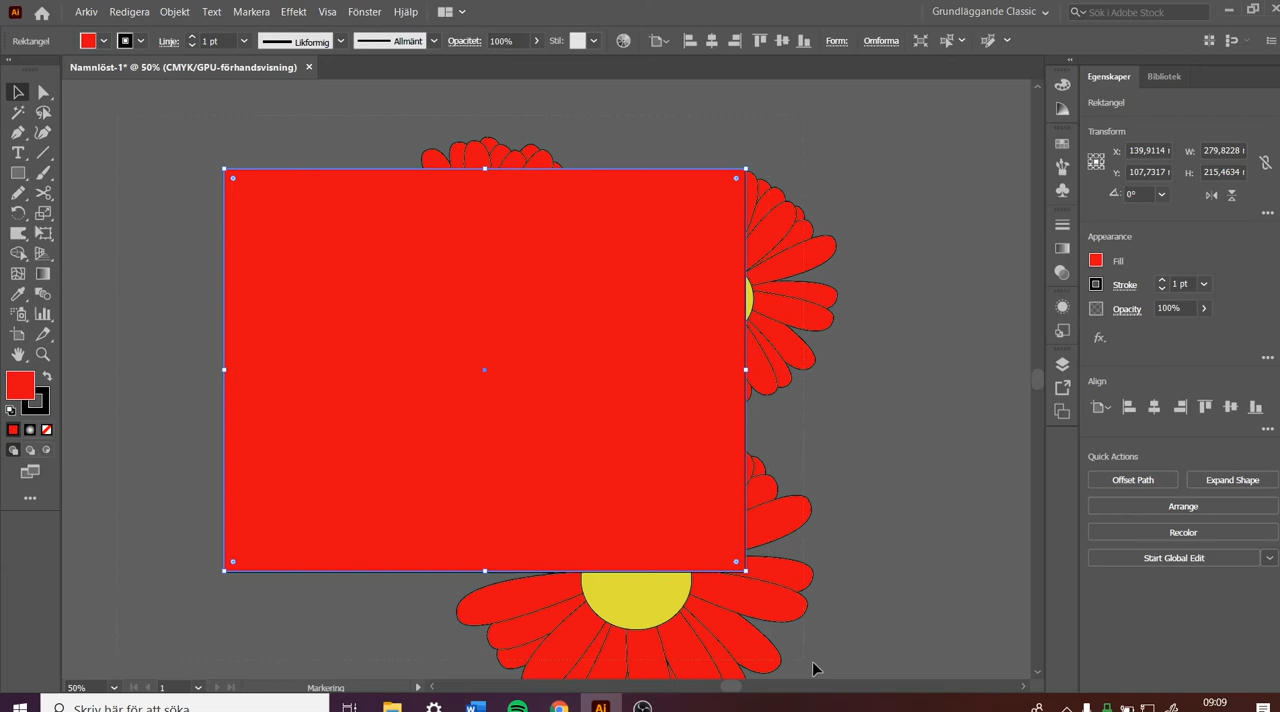 Ai Arkiv Redigera Objekt Text Markera Effekt Visa Fönster Hjälp Grundläggande Classic Sök i Adobe Stock
Rektangel Linje: 1 pt Likformig Allmänt Opacitet: 100% Stil: Form: Omforma
Namnlöst-1* @ 50% (CMYK/GPU-förhandsvisning) ×
Egenskaper Bibliotek
Rektangel
Transform
X: 139,9114 W: 279,8228
Y: 107,7317 H: 215,4634
0°
Appearance
Fill
Stroke 1 pt
Opacity 100%
fx.
Align
Quick Actions
Offset Path Expand Shape
Arrange
Recolor
Start Global Edit
50% 1 Markering
Skriv här för att söka
W Ai 09:09